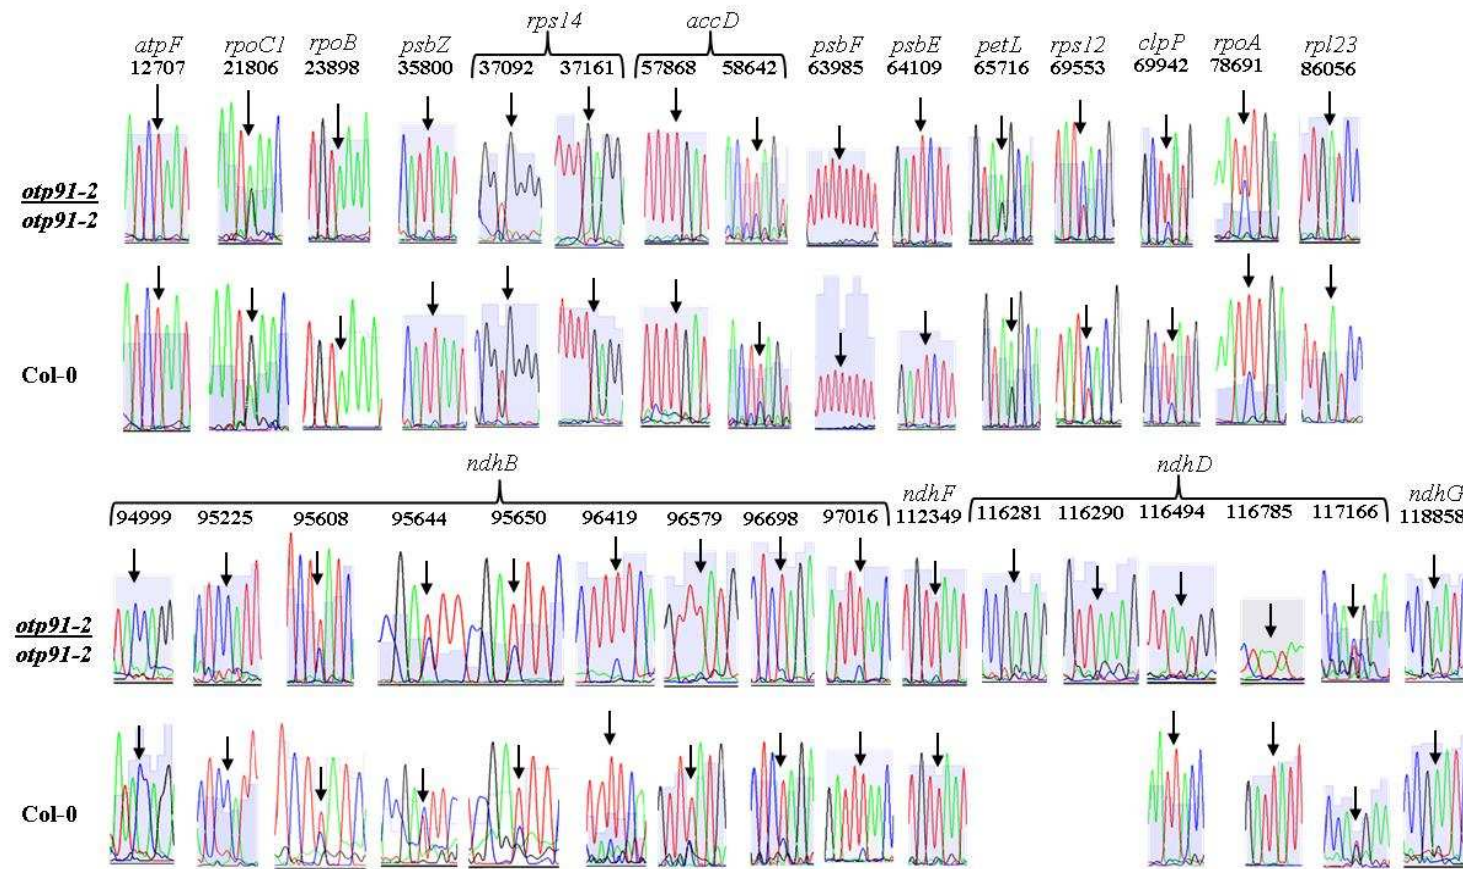 rps14 accD
atpF rpoC1 rpoB psbZ psbF psbE petL rps12 clpP rpoA rpl23
12707 21806 23898 35800 37092 37161 57868 58642 63985 64109 65716 69553 69942 78691 86056
otp91-2
otp91-2
Col-0
ndhB ndhD
ndhF ndhG
94999 95225 95608 95644 95650 96419 96579 96698 97016 112349 116281 116290 116494 116785 117166 118858
otp91-2
otp91-2
Col-0